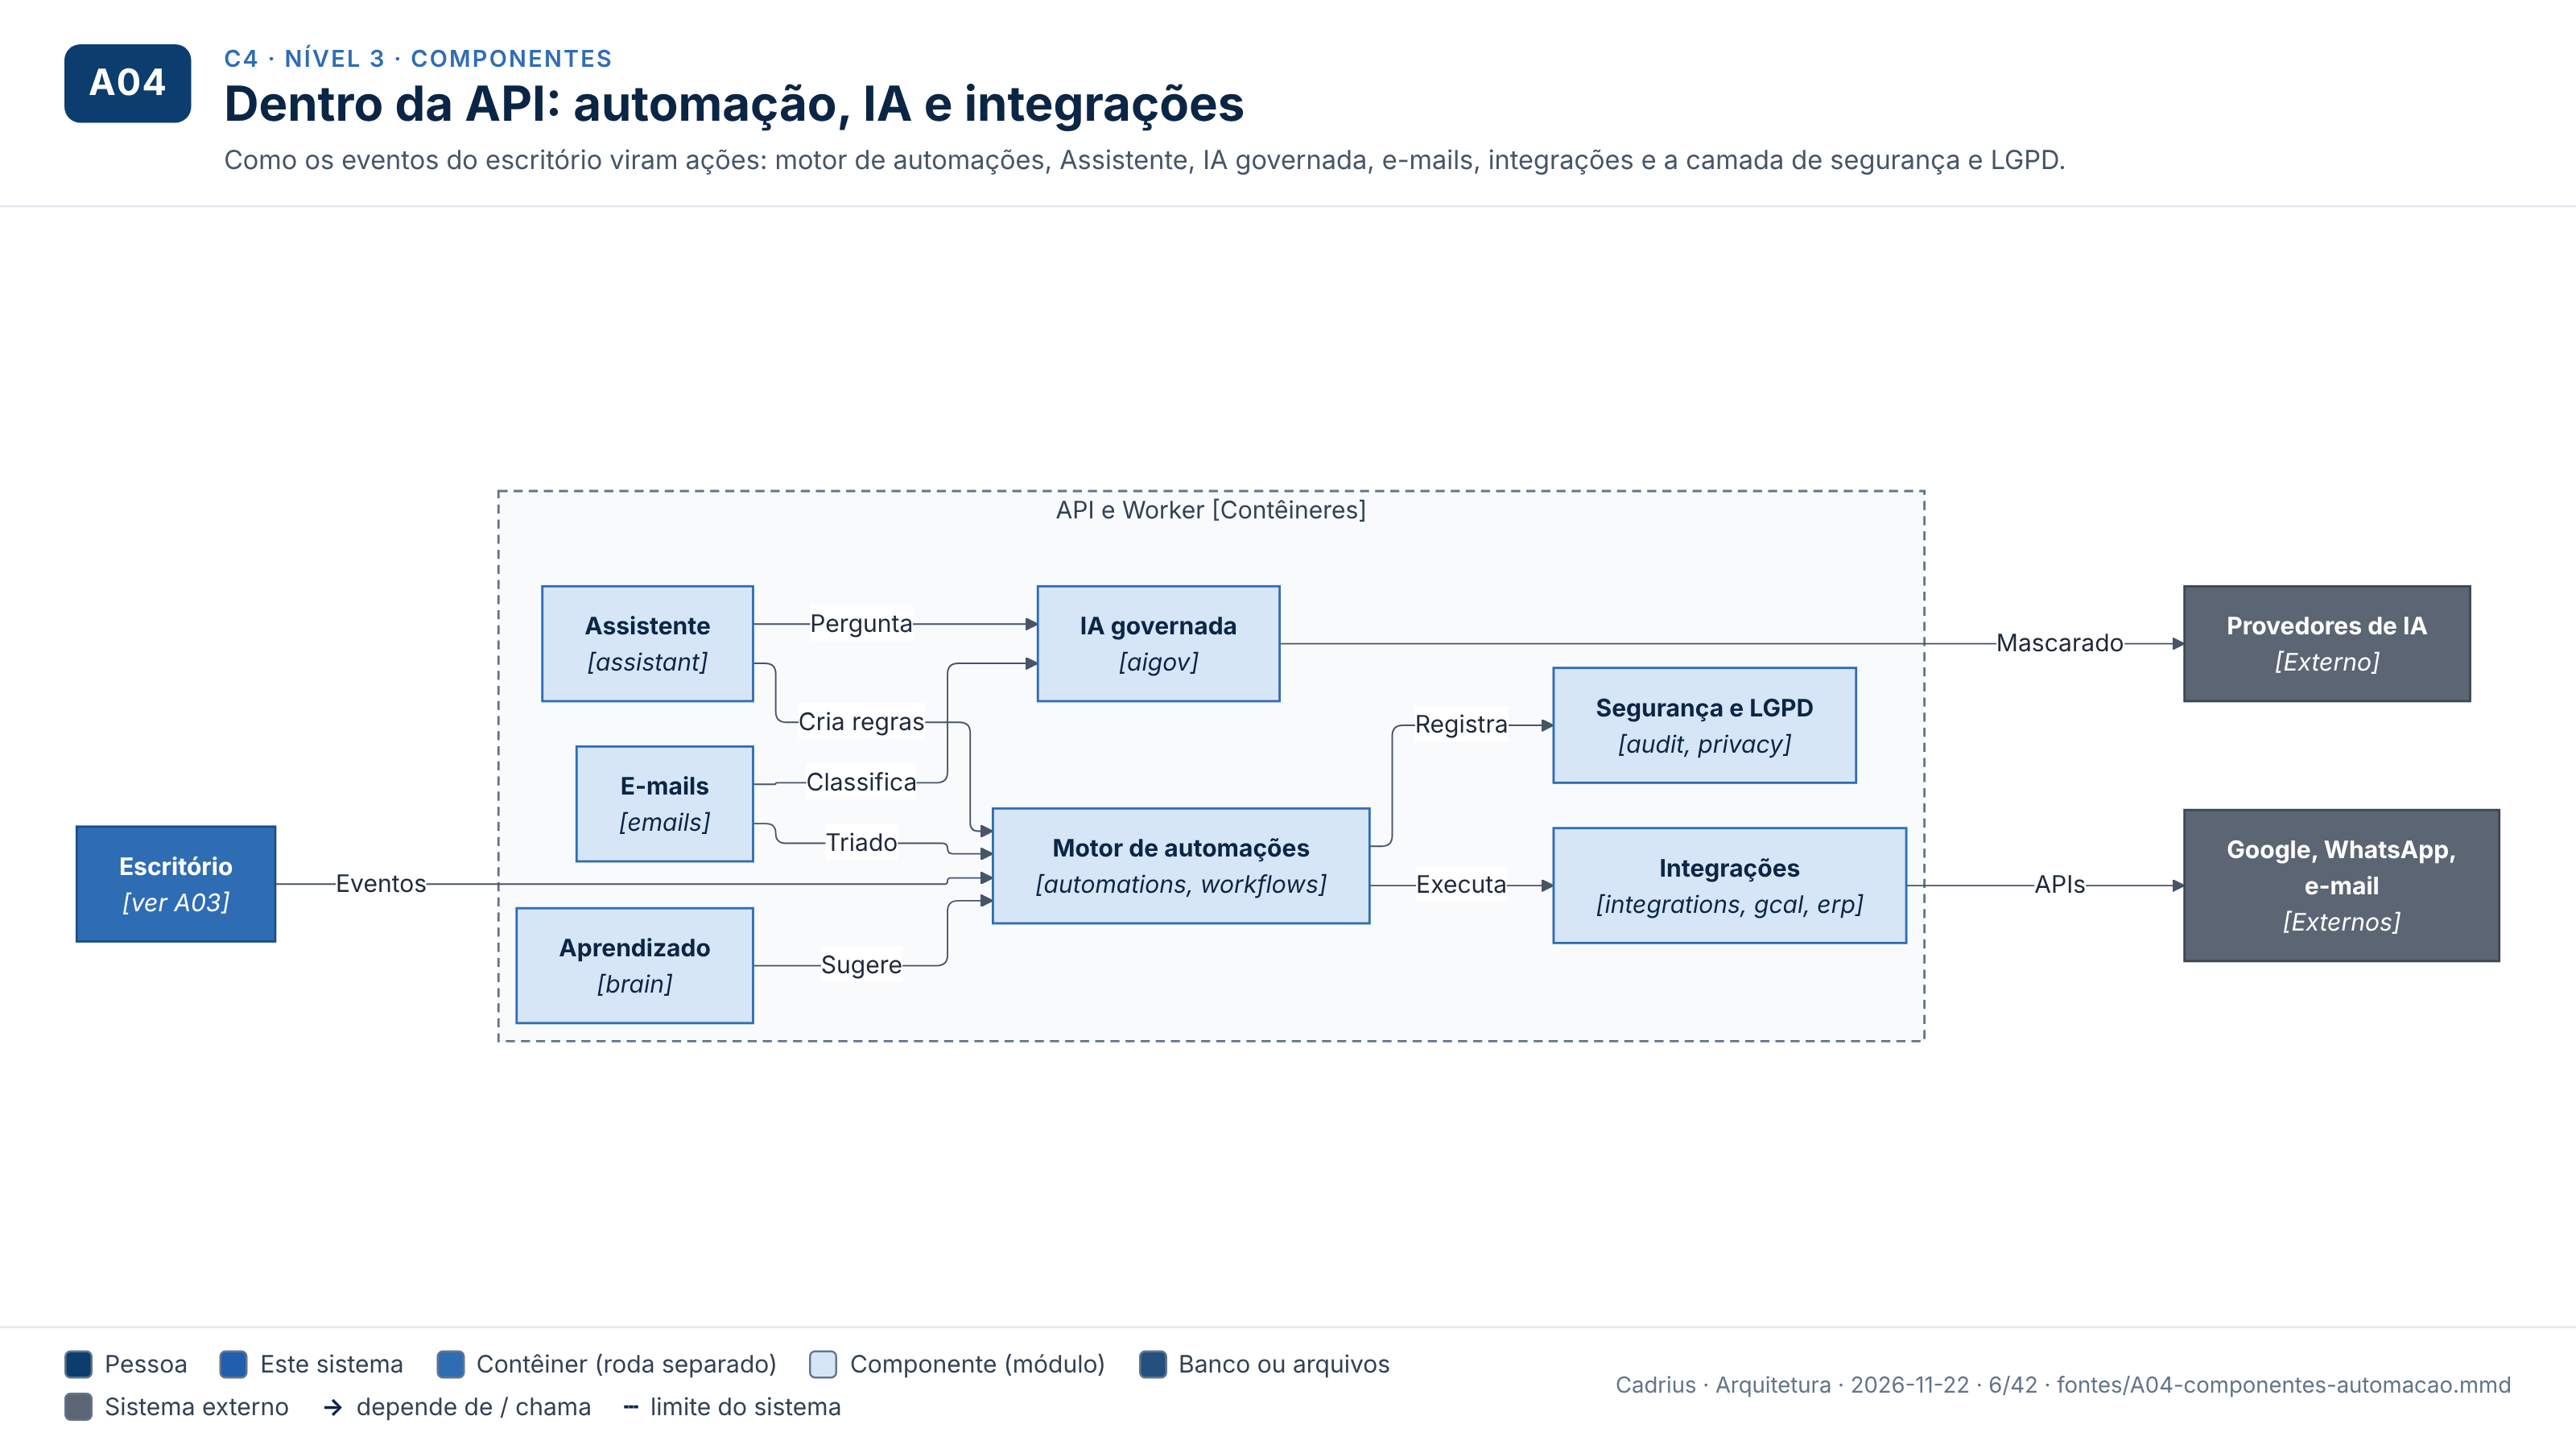 A04
C4 · NÍVEL 3 · COMPONENTES
Dentro da API: automação, IA e integrações
Como os eventos do escritório viram ações: motor de automações, Assistente, IA governada, e-mails, integrações e a camada de segurança e LGPD.
API e Worker [Contêineres]
Assistente
[assistant]
Pergunta
IA governada
[aigov]
Mascarado
Provedores de IA
[Externo]
Cria regras
Registra
Segurança e LGPD
[audit, privacy]
E-mails
[emails]
Classifica
Triado
Escritório
[ver A03]
Eventos
Motor de automações
[automations, workflows]
Executa
Integrações
[integrations, gcal, erp]
APIs
Google, WhatsApp,
e-mail
[Externos]
Aprendizado
[brain]
Sugere
Pessoa
Este sistema
Contêiner (roda separado)
Componente (módulo)
Banco ou arquivos
Sistema externo
→ depende de / chama
limite do sistema
Cadrius · Arquitetura · 2026-11-22 · 6/42 · fontes/A04-componentes-automacao.mmd